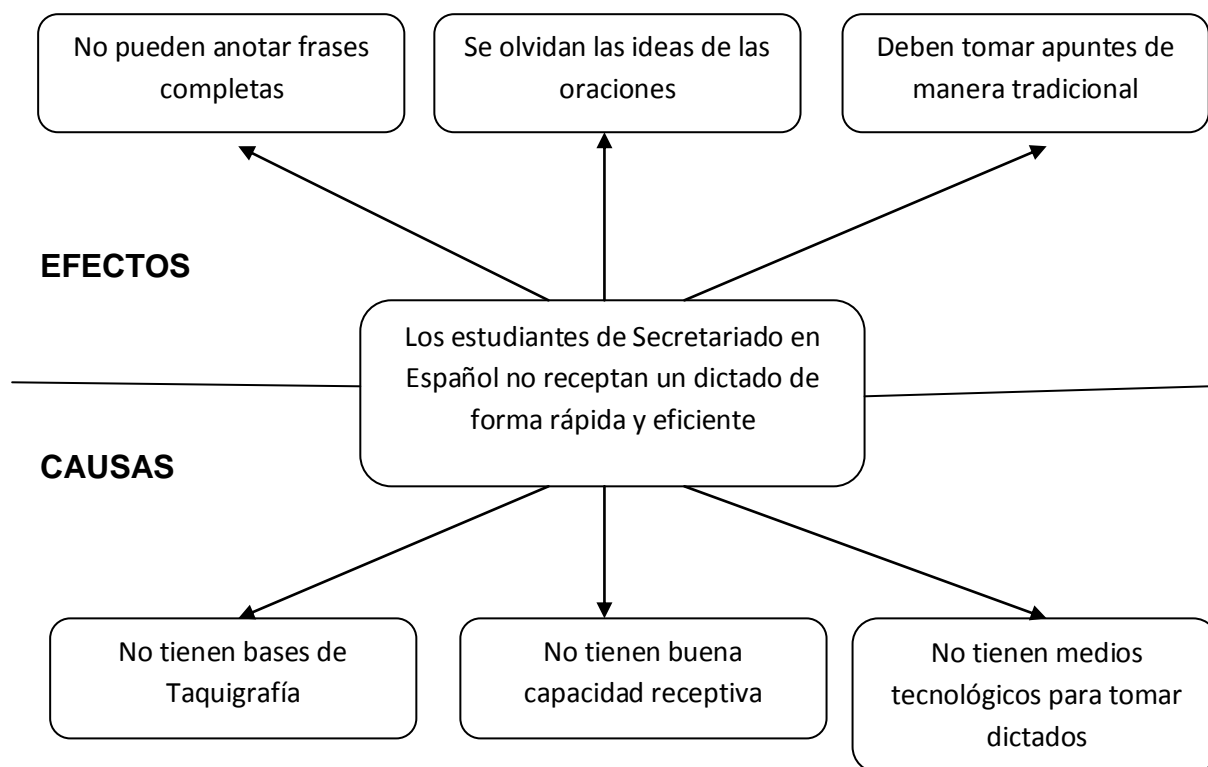 No pueden anotar frases
completas
Se olvidan las ideas de las
oraciones
Deben tomar apuntes de
manera tradicional
EFECTOS
Los estudiantes de Secretariado en
Español no receptan un dictado de
forma rápida y eficiente
CAUSAS
No tienen bases de
Taquigrafía
No tienen buena
capacidad receptiva
No tienen medios
tecnológicos para tomar
dictados